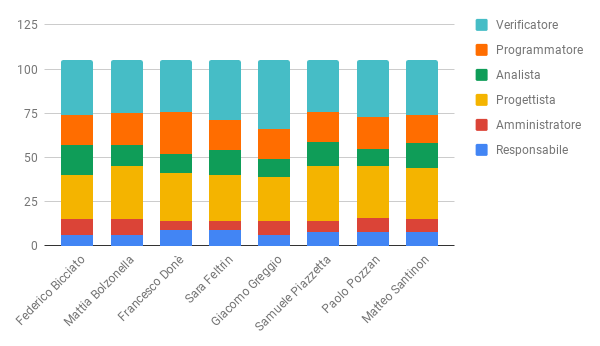 125
100
75
50
25
0
Federico Bicciato
Mattia Bolzonella
Francesco Donè
Sara Feltrin
Giacomo Greggio
Samuele Piazzetta
Paolo Pozzan
Matteo Santinon
Verificatore
Programmatore
Analista
Progettista
Amministratore
Responsabile